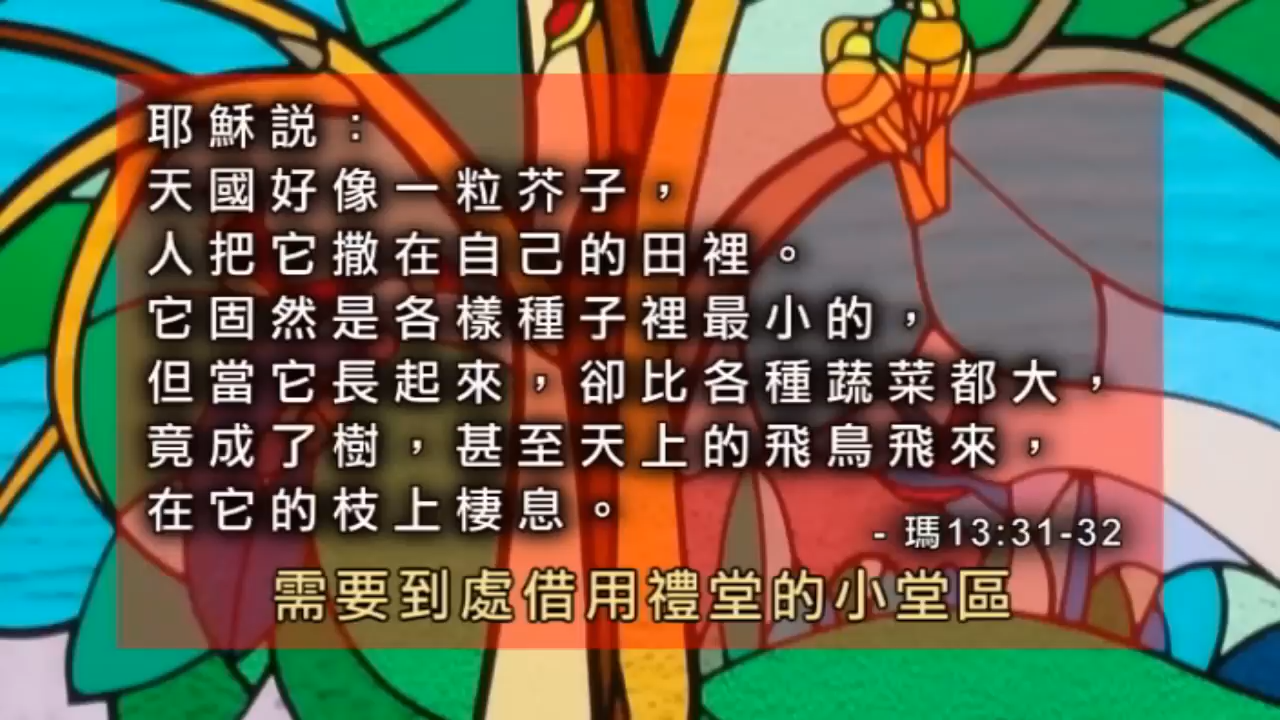 耶穌説：
天國好像一粒芥子，
人把它撒在自己的田裡。
它固然是各樣種子裡最小的，
但當它長起來，卻比各種蔬菜都大，
竟成了樹，甚至天上的飛鳥飛來，
在它的枝上棲息。
- 瑪13:31-32
需要到處借用禮堂的小堂區